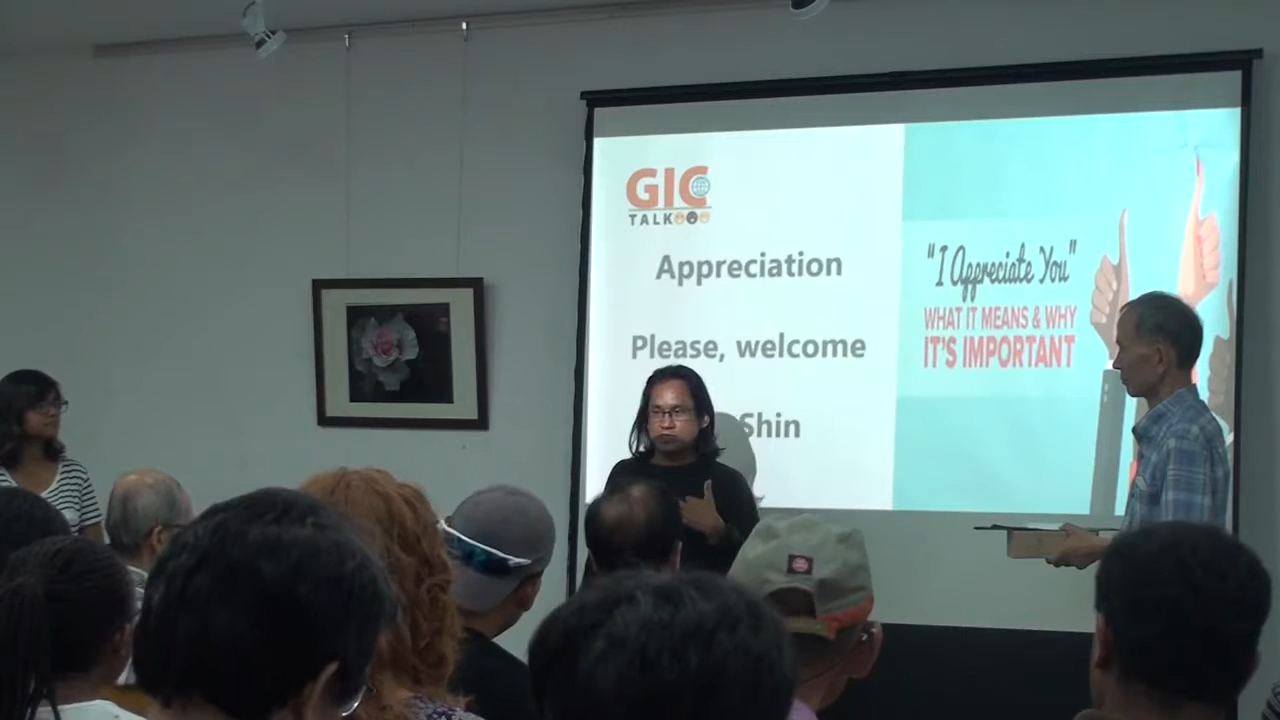 GIC
TALK
Appreciation
Please, welcome
Shin
"I Appreciate You"
WHAT IT MEANS & WHY
IT'S IMPORTANT